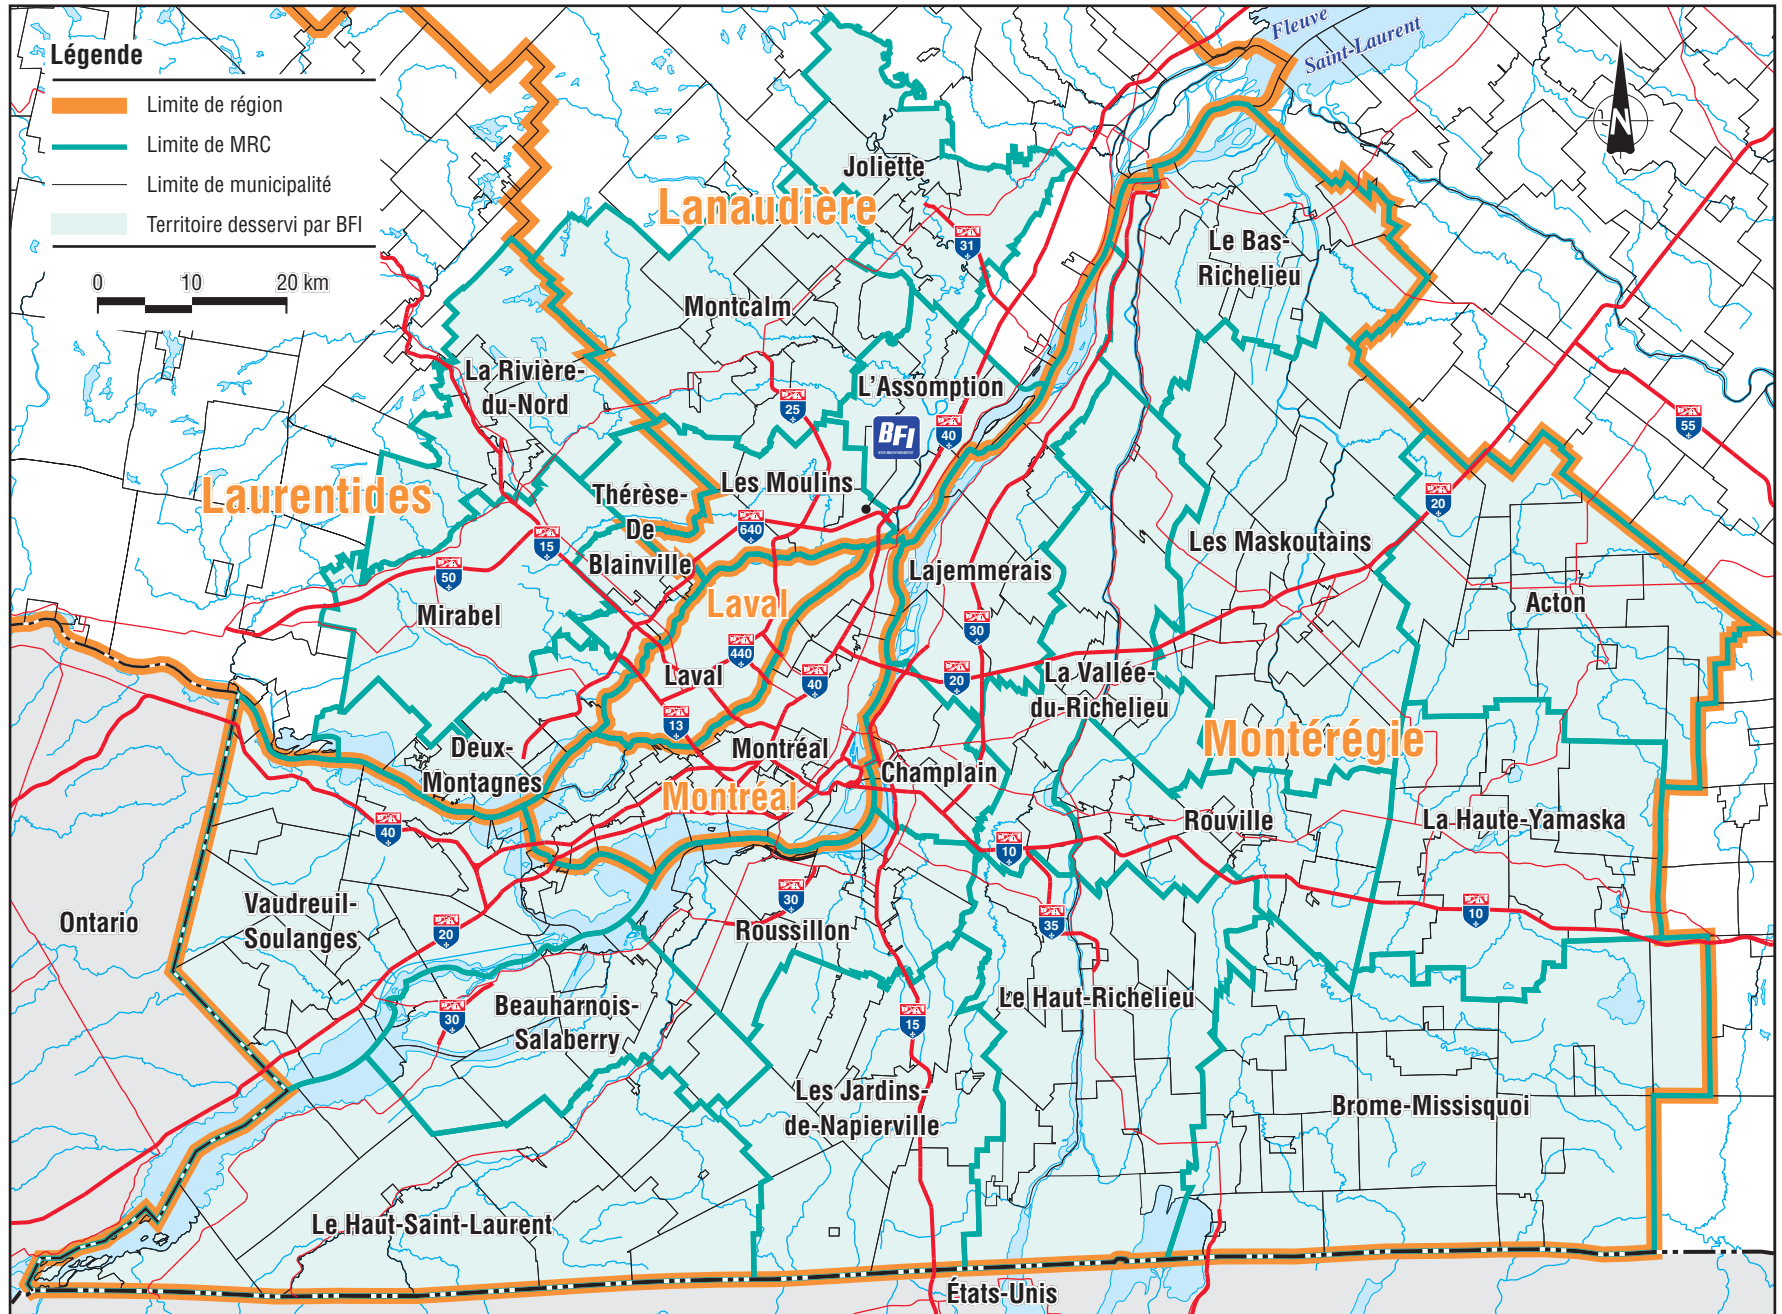 Légende
Limite de région
Limite de MRC
Limite de municipalité
Territoire desservi par BFI
0 10 20 km
Fleuve
Saint-Laurent
N
Joliette
Lanaudière
31
Le Bas-
Richelieu
Montcalm
La Rivière-
du-Nord
L'Assomption
25
BFI
40
55
Laurentides
Thérèse-
De
Blainville
Les Moulins
640
20
15
50
Les Maskoutains
Lajemmerais
Mirabel
Laval
Acton
30
440
Laval
40
20
La Vallée-
du-Richelieu
13
Montérégie
Deux-
Montagnes
Montréal
Champlain
Montréal
40
Rouville
La Haute-Yamaska
10
Ontario
Vaudreuil-
Soulanges
20
30
Roussillon
35
10
Beauharnois-
Salaberry
30
15
Le Haut-Richelieu
Les Jardins-
de-Napierville
Brome-Missisquoi
Le Haut-Saint-Laurent
États-Unis